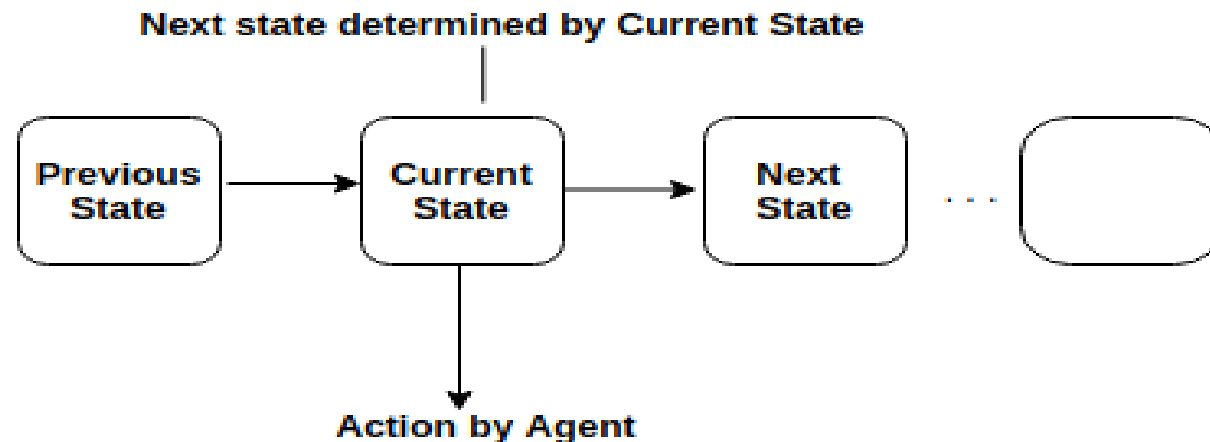 Next state determined by Current State
Previous
State
Current
State
Next
State
. . .
Action by Agent